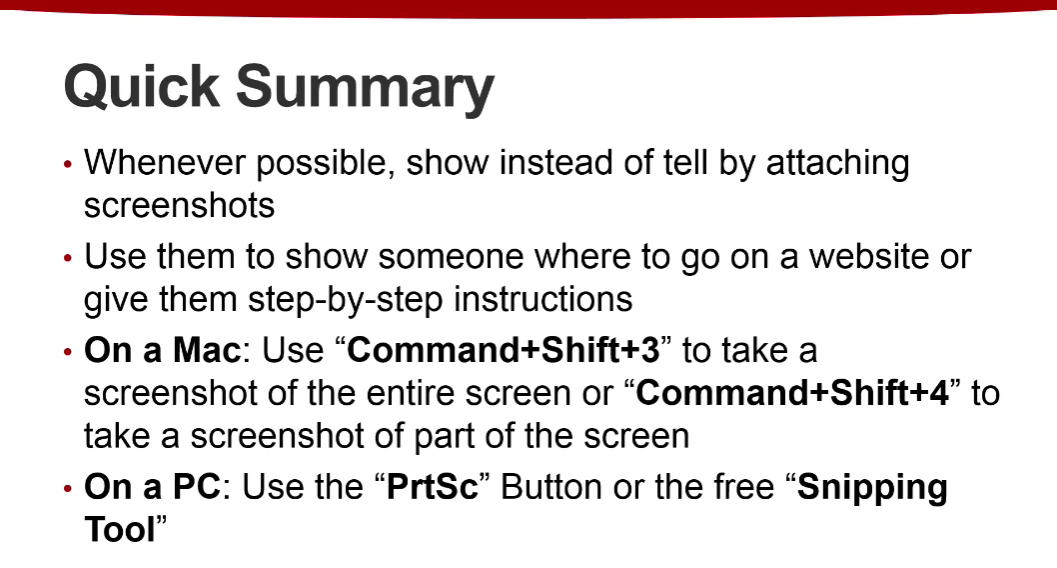 Quick Summary
• Whenever possible, show instead of tell by attaching
screenshots
• Use them to show someone where to go on a website or
give them step-by-step instructions
• On a Mac: Use “Command+Shift+3” to take a
screenshot of the entire screen or “Command+Shift+4” to
take a screenshot of part of the screen
• On a PC: Use the “PrtSc” Button or the free “Snipping
Tool”